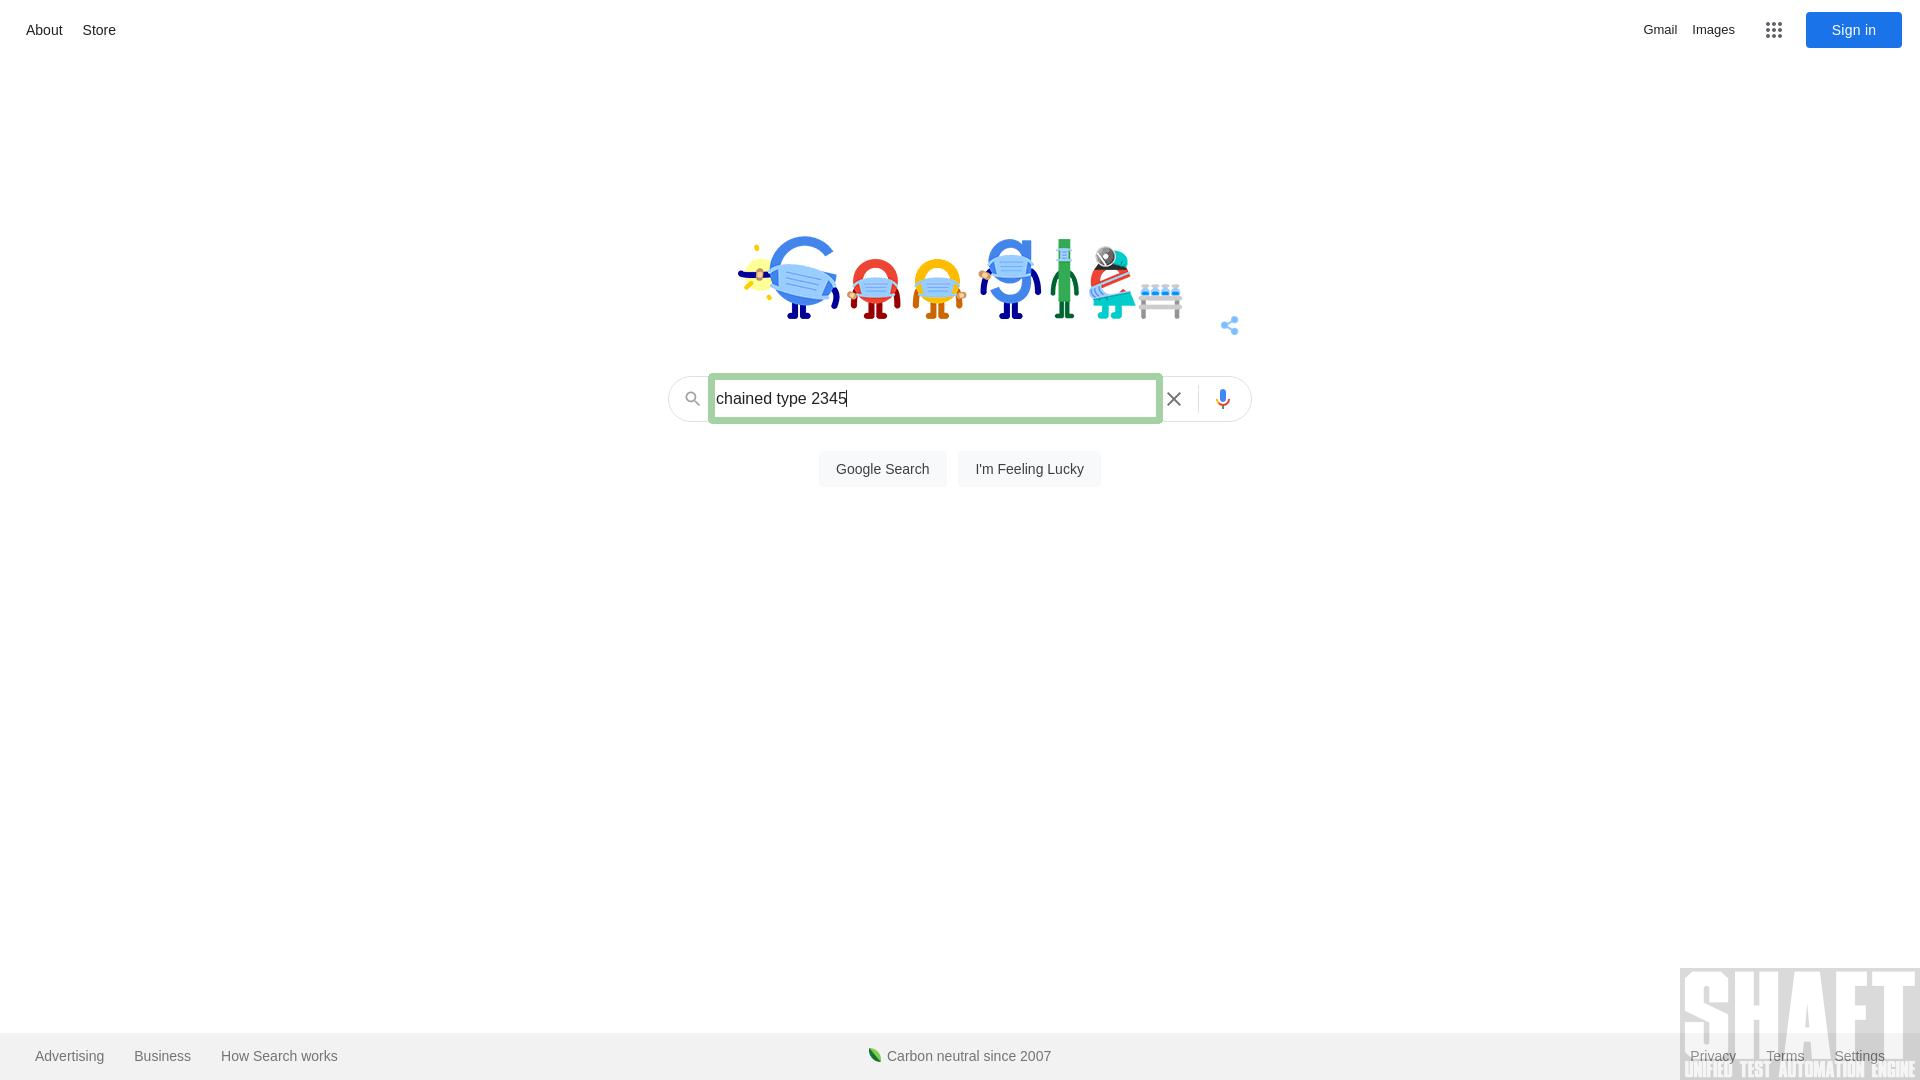 About Store Gmail Images Sign in
Google
chained type 2345
Google Search I'm Feeling Lucky
Advertising Business How Search works Carbon neutral since 2007 Privacy Terms Settings
SHAFT
UNIFIED TEST AUTOMATION ENGINE